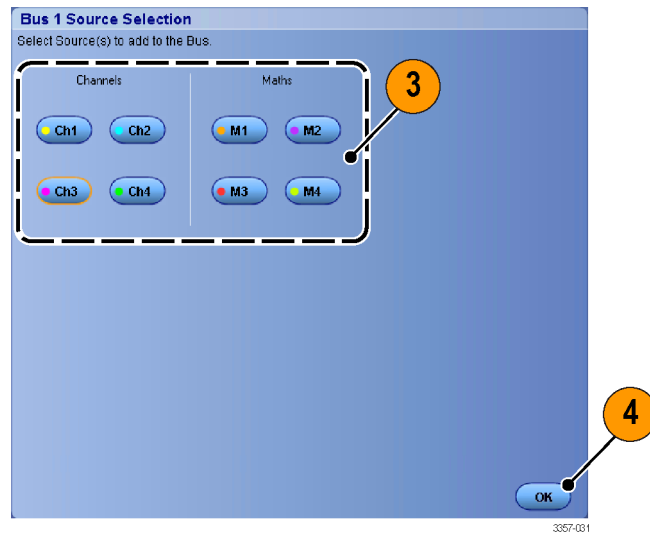 Bus 1 Source Selection
Select Source(s) to add to the Bus.
Channels
Maths
3
Ch1
Ch2
M1
M2
Ch3
Ch4
M3
M4
4
OK
3357-031